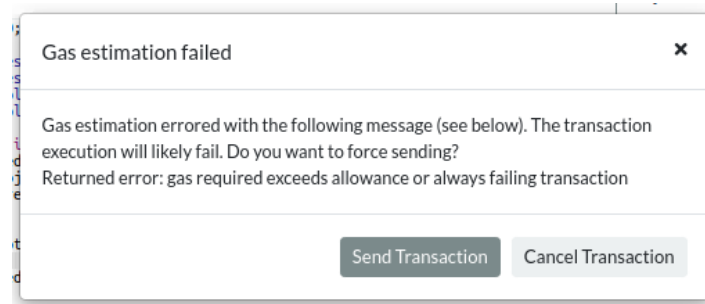 Gas estimation failed
Gas estimation errored with the following message (see below). The transaction
execution will likely fail. Do you want to force sending?
Returned error: gas required exceeds allowance or always failing transaction
Send Transaction Cancel Transaction